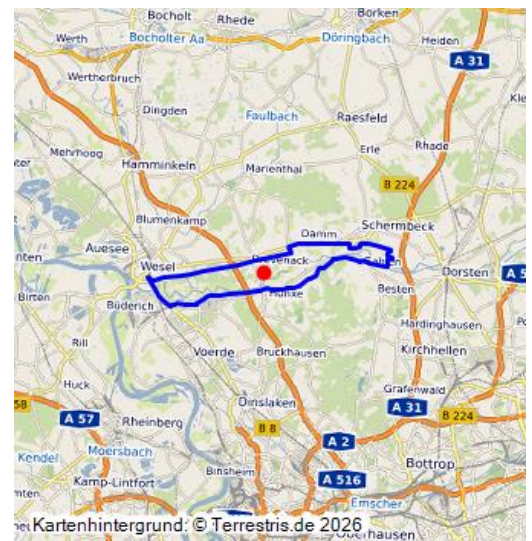 Bocholt
Rhede
Borken
Werth
Bocholter Aa
Döringbach
Heiden
A 31
Wertherbruch
Dingden
Faulbach
Raesfeld
Rhade
Mehrhoog
Erle
Hamminkeln
Marienthal
B 224
Blumenkamp
Schermbeck
Auesee
Damm
Wesel
Dorsten
Birten
Büderich
Hünxe
Besten
Rill
Hardinghausen
Voerde
Bruckhausen
Kirchhellen
Huck
Dinslaken
Grafenwald
58
A 57
Rheinberg
B 8
A 31
B 224
A 2
Kendel
Moersbach
Binsheim
Bottrop
Kamp-Lintfort
A 516
Emscher
Kartenhintergrund: © Terrestris.de 2026
Oberhausen